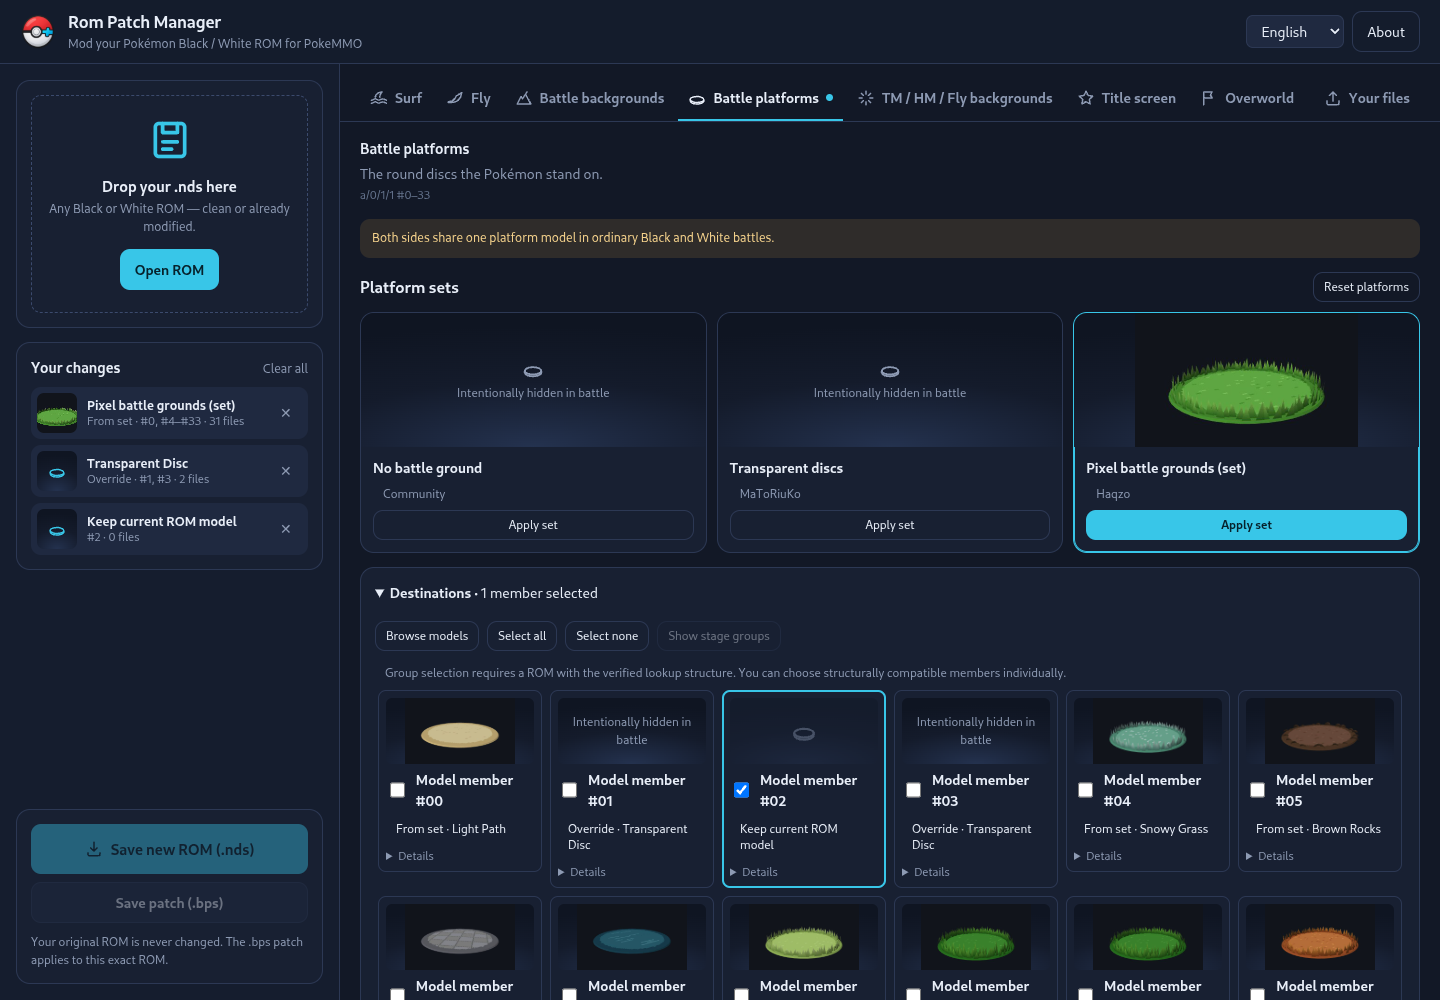 Rom Patch Manager
Mod your Pokémon Black / White ROM for PokeMMO
English
About
Drop your .nds here
Any Black or White ROM — clean or already
modified.
Open ROM
Your changes
Clear all
Pixel battle grounds (set)
From set · #0, #4–#33 · 31 files
Transparent Disc
Override · #1, #3 · 2 files
Keep current ROM model
#2 · 0 files
Save new ROM (.nds)
Save patch (.bps)
Your original ROM is never changed. The .bps patch
applies to this exact ROM.
Surf
Fly
Battle backgrounds
Battle platforms
TM / HM / Fly backgrounds
Title screen
Overworld
Your files
Battle platforms
The round discs the Pokémon stand on.
a/0/1/1 #0–33
Both sides share one platform model in ordinary Black and White battles.
Platform sets
Reset platforms
Intentionally hidden in battle
No battle ground
Community
Apply set
Intentionally hidden in battle
Transparent discs
MaToRiuKo
Apply set
Pixel battle grounds (set)
Haqzo
Apply set
Destinations · 1 member selected
Browse models
Select all
Select none
Show stage groups
Group selection requires a ROM with the verified lookup structure. You can choose structurally compatible members individually.
Model member
#00
From set · Light Path
Details
Intentionally hidden in
battle
Model member
#01
Override · Transparent
Disc
Details
Model member
#02
Keep current ROM
model
Details
Intentionally hidden in
battle
Model member
#03
Override · Transparent
Disc
Details
Model member
#04
From set · Snowy Grass
Details
Model member
#05
From set · Brown Rocks
Details
Model member
Model member
Model member
Model member
Model member
Model member